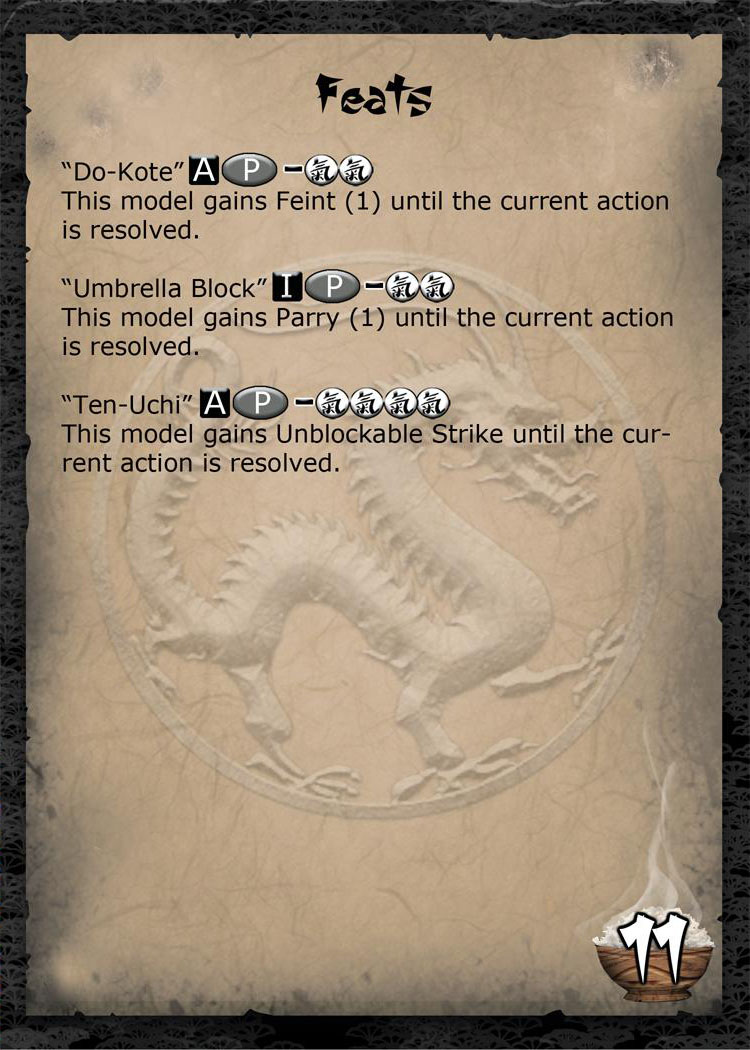 Feats
“Do-Kote” A P -氣氣
This model gains Feint (1) until the current action
is resolved.
“Umbrella Block” I P -氣氣
This model gains Parry (1) until the current action
is resolved.
“Ten-Uchi” A P -氣氣氣氣
This model gains Unblockable Strike until the cur-
rent action is resolved.
11